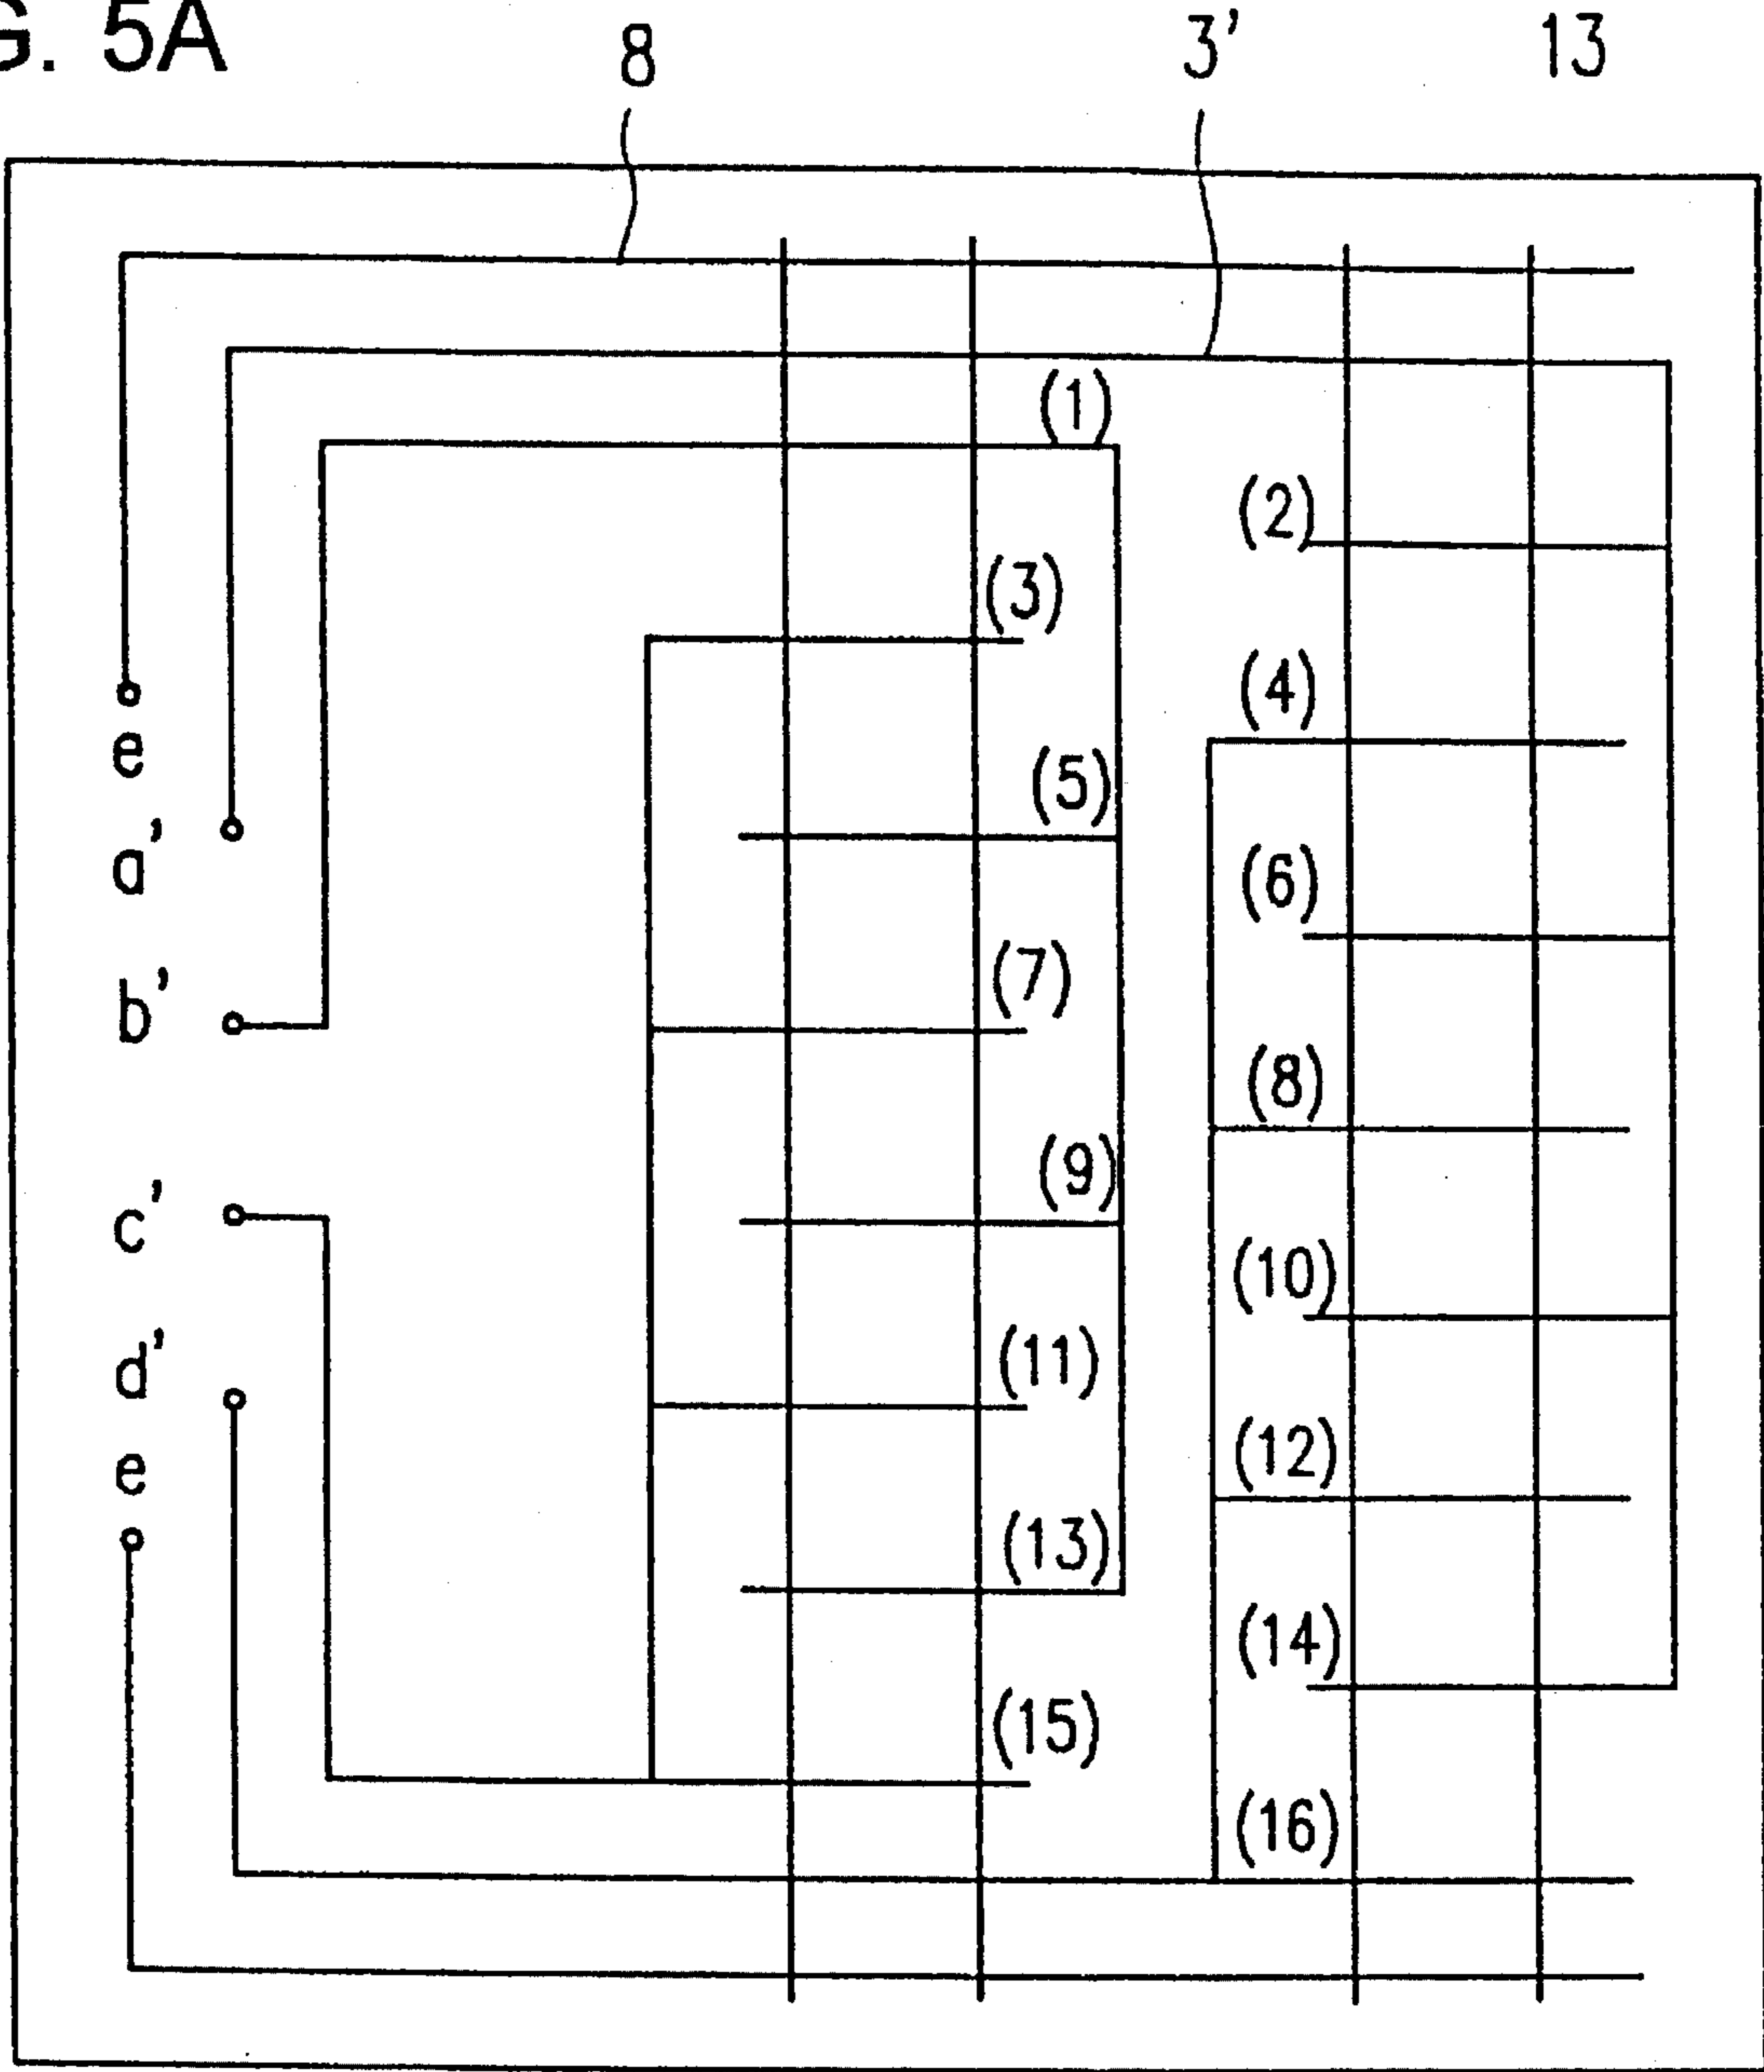 G. 5A
8 3' 13
(1)
(2)
(3)
(4)
e
(5)
a'
(6)
b'
(7)
(8)
c'
(9)
(10)
d'
(11)
e
(12)
(13)
(14)
(15)
(16)